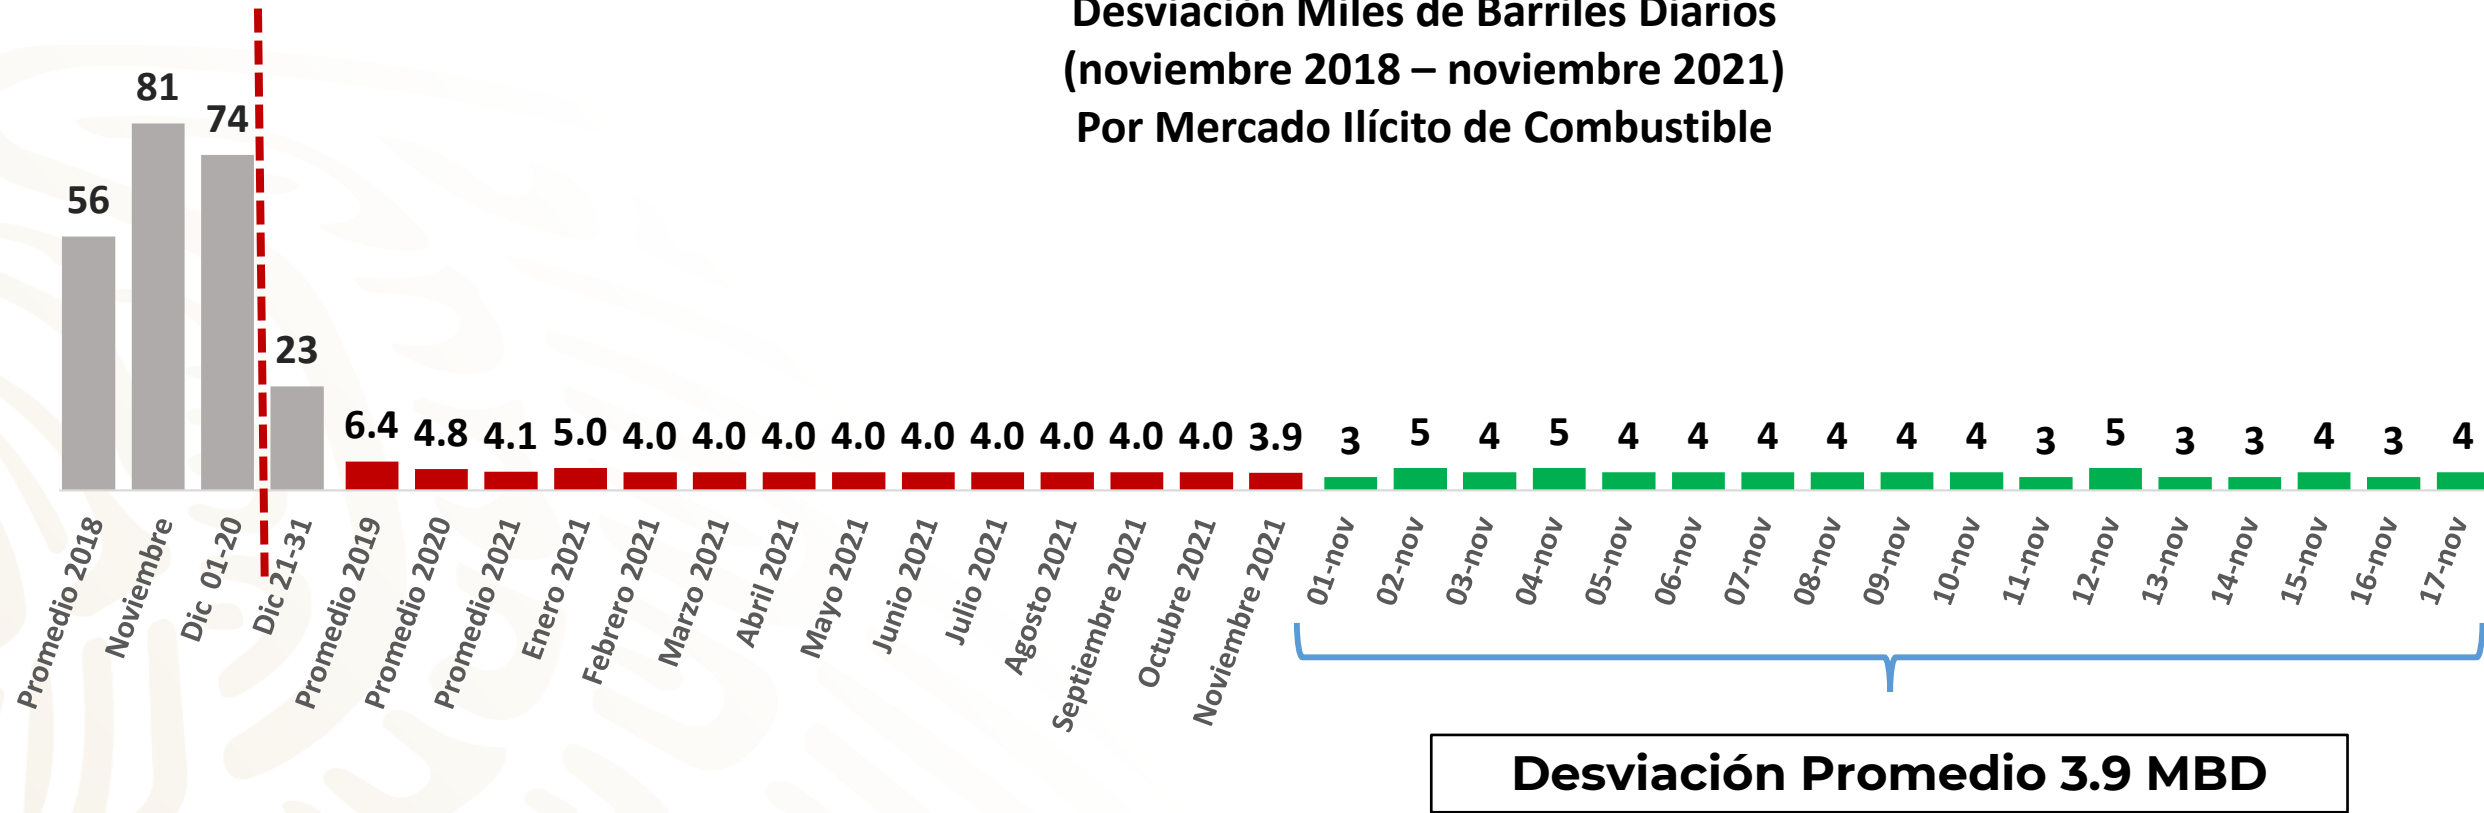 Desviación Miles de Barriles Diarios
(noviembre 2018 – noviembre 2021)
Por Mercado Ilícito de Combustible
56
81
74
23
6.4 4.8 4.1 5.0 4.0 4.0 4.0 4.0 4.0 4.0 4.0 4.0 4.0 3.9 3 5 4 5 4 4 4 4 4 4 3 5 3 3 4 3 4
Promedio 2018
Noviembre
Dic 01-20
Dic 21-31
Promedio 2019
Promedio 2020
Promedio 2021
Enero 2021
Febrero 2021
Marzo 2021
Abril 2021
Mayo 2021
Junio 2021
Julio 2021
Agosto 2021
Septiembre 2021
Octubre 2021
Noviembre 2021
01-nov
02-nov
03-nov
04-nov
05-nov
06-nov
07-nov
08-nov
09-nov
10-nov
11-nov
12-nov
13-nov
14-nov
15-nov
16-nov
17-nov
Desviación Promedio 3.9 MBD